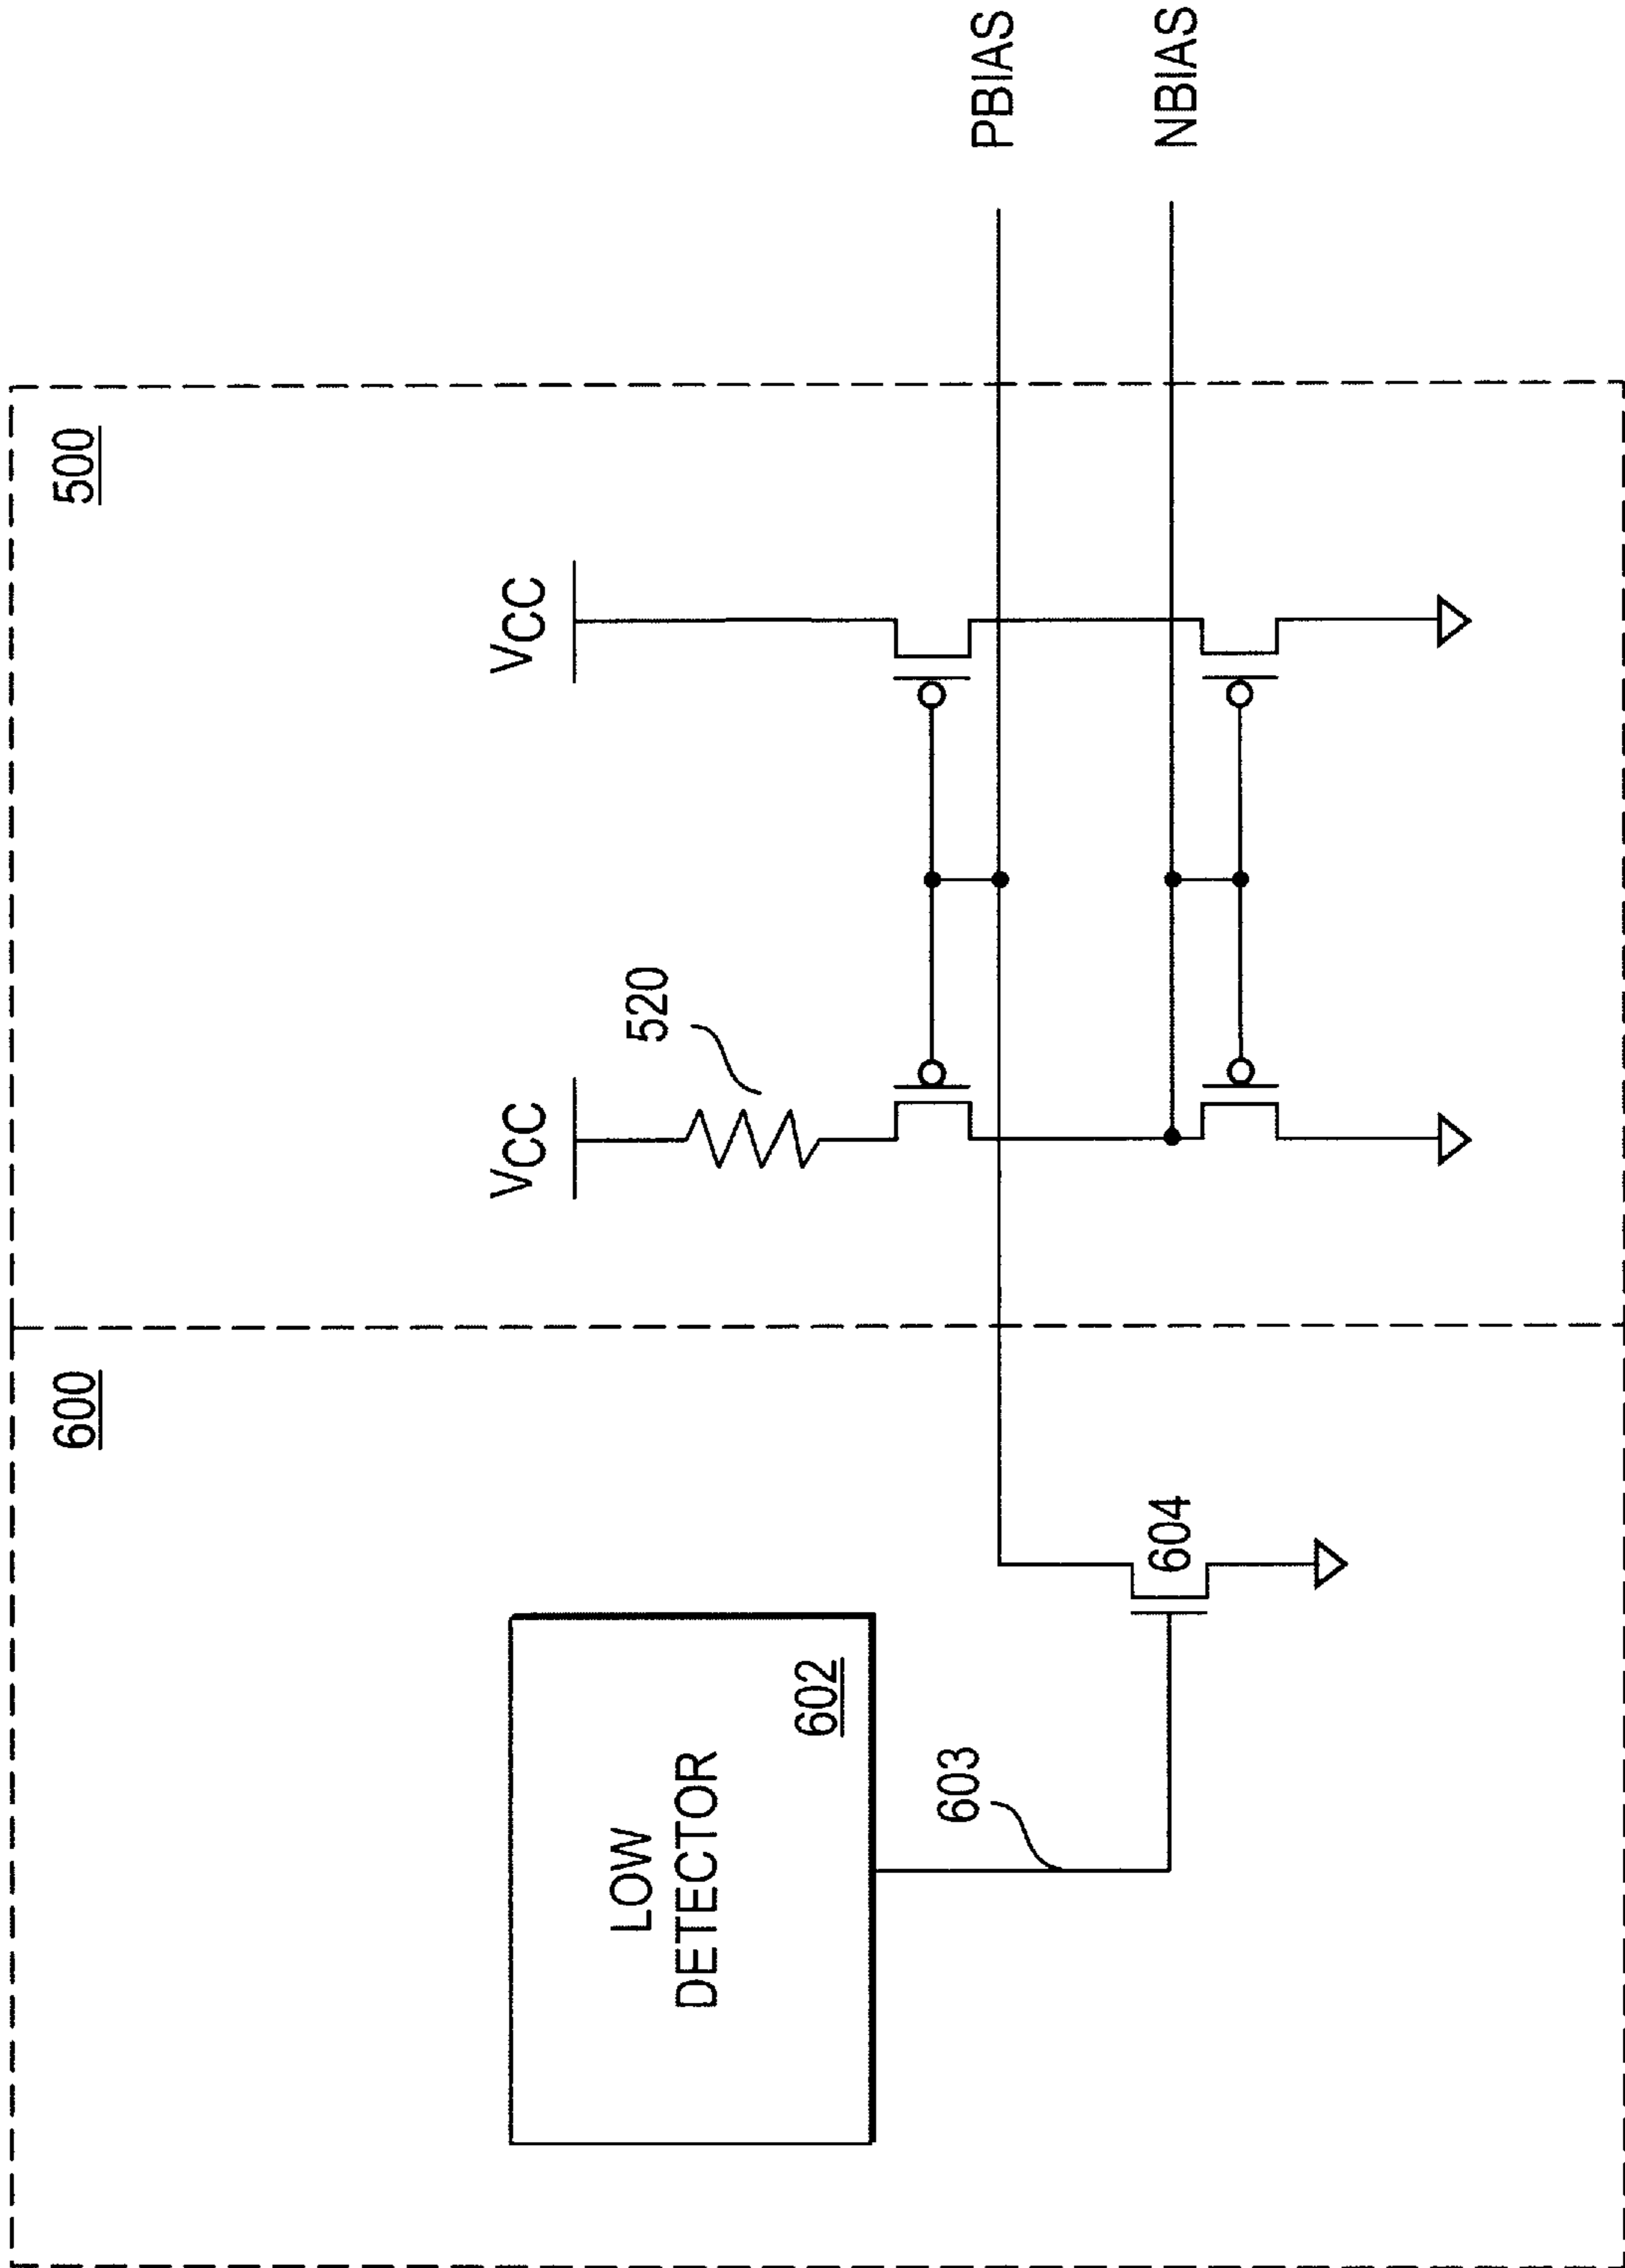 600
500
LOW
DETECTOR
602
603
604
VCC
520
VCC
PBIAS
NBIAS